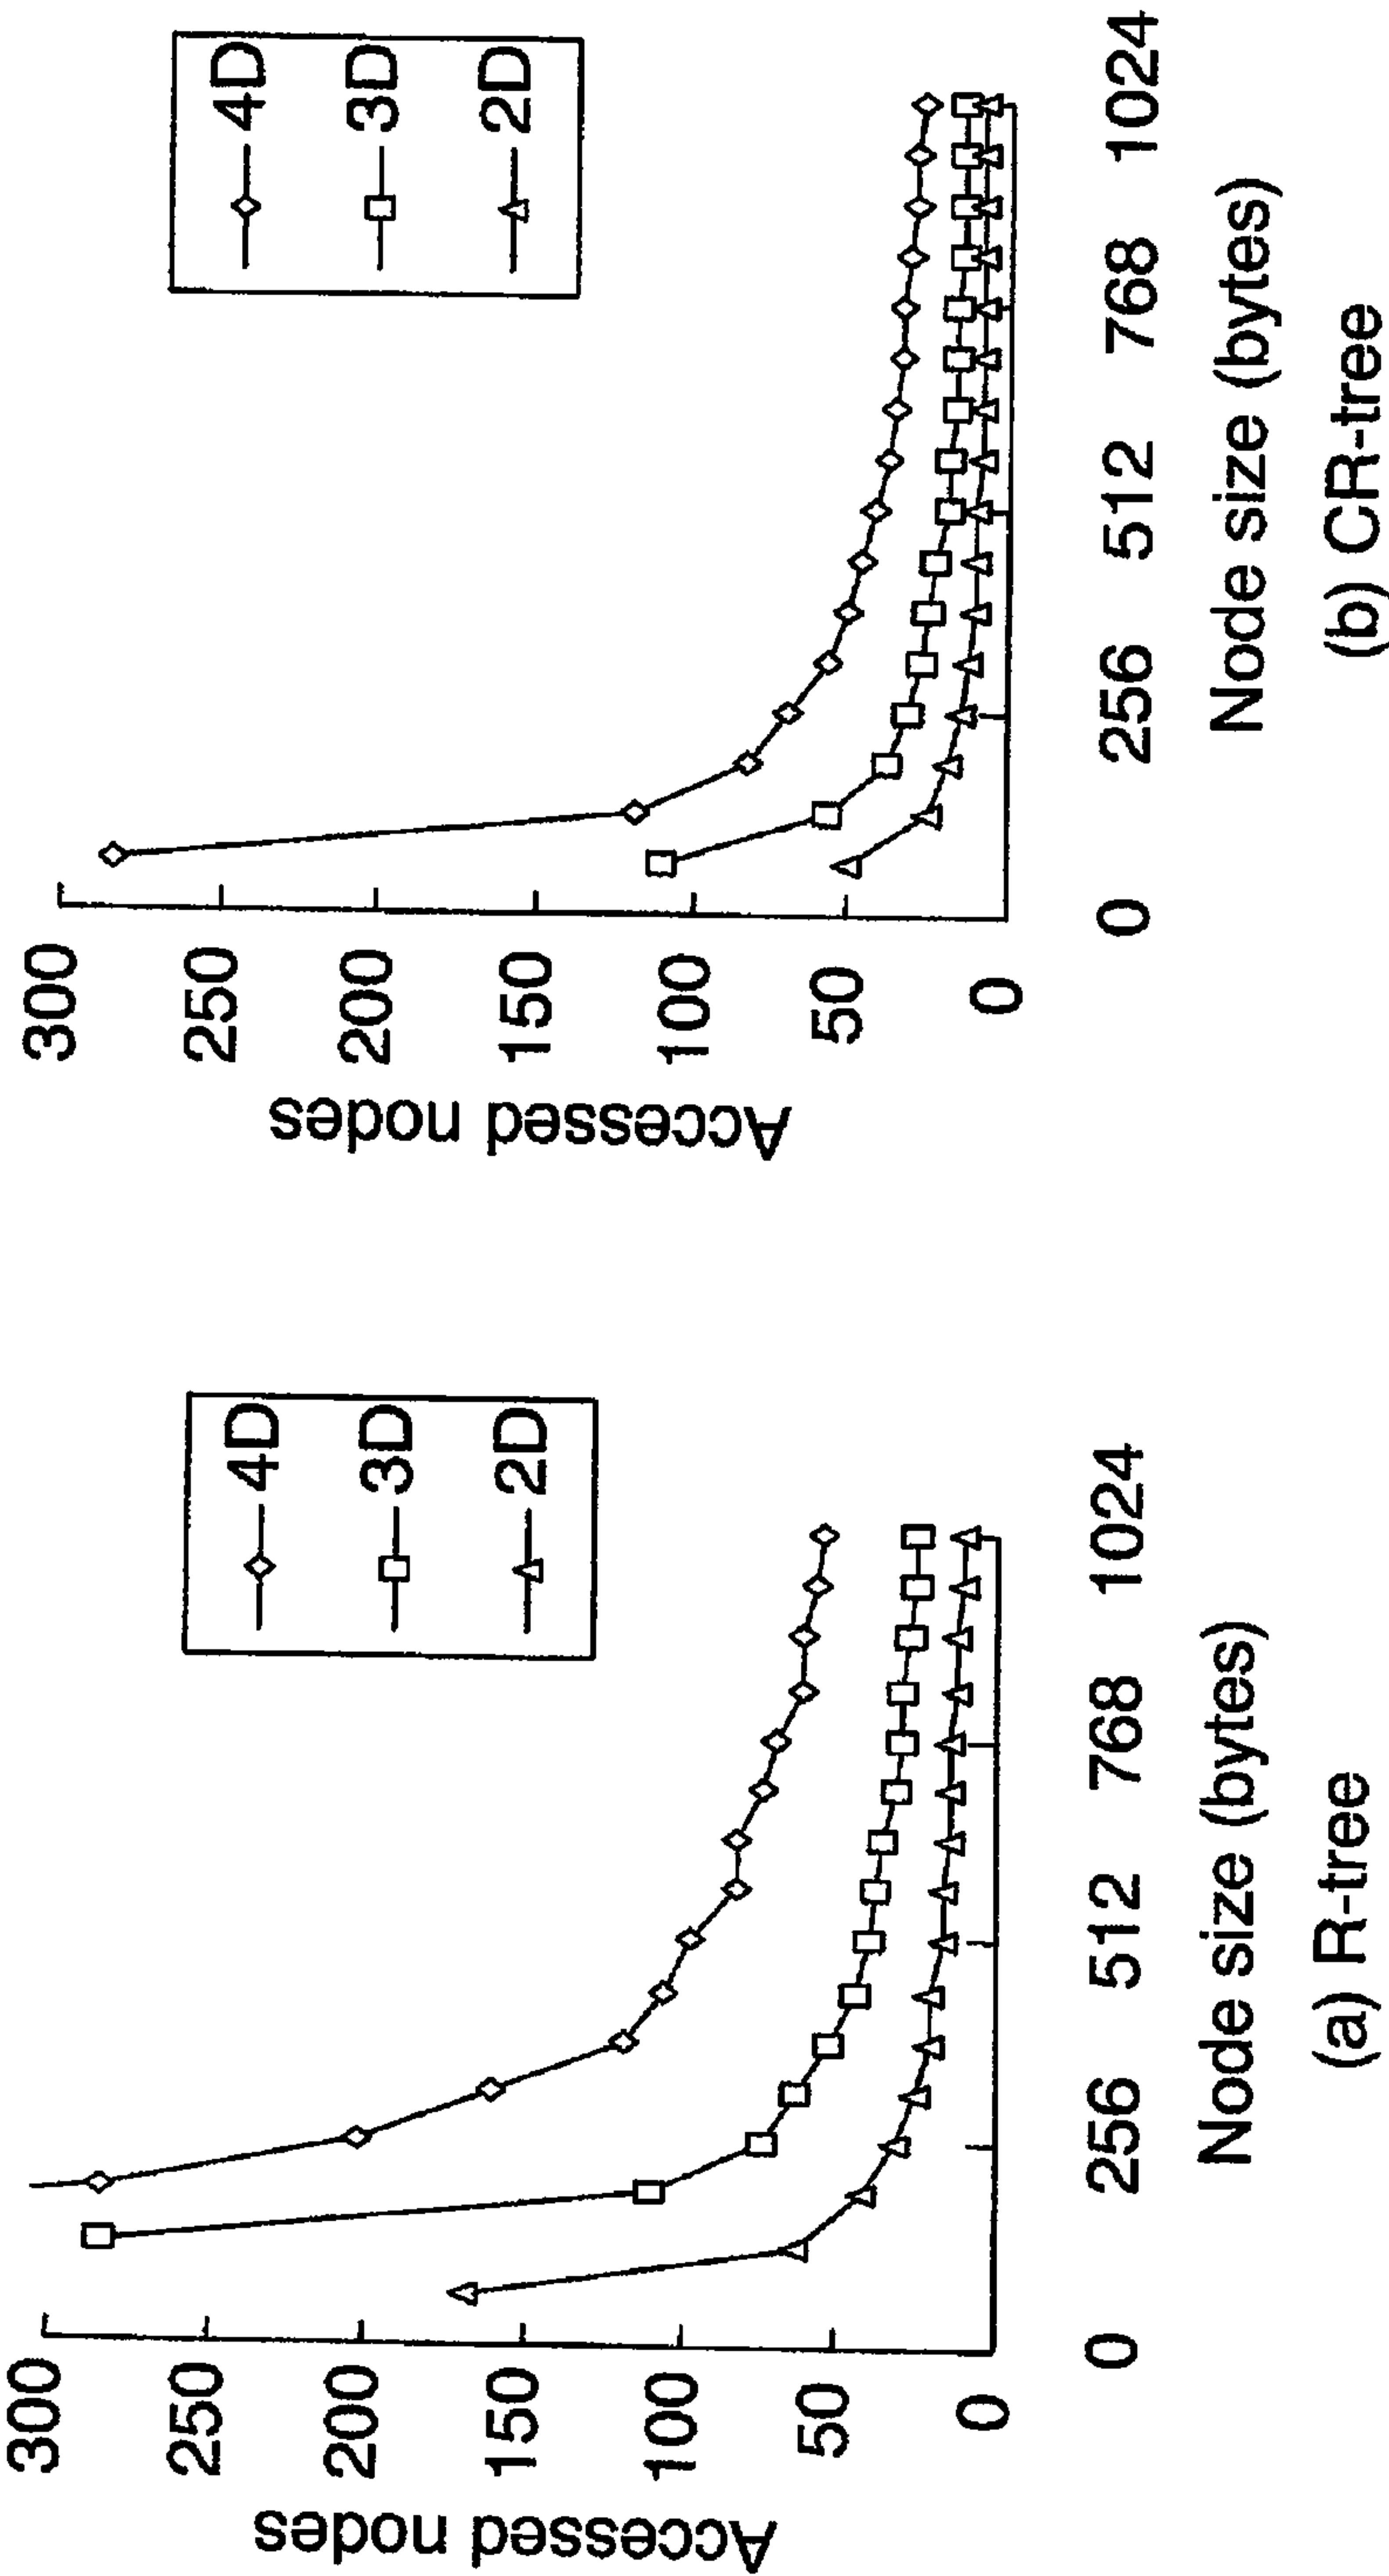 Accessed nodes
300
250
200
150
100
50
0
0 256 512 768 1024
Node size (bytes)
4D
3D
2D
(a) R-tree
Accessed nodes
300
250
200
150
100
50
0
0 256 512 768 1024
Node size (bytes)
4D
3D
2D
(b) CR-tree